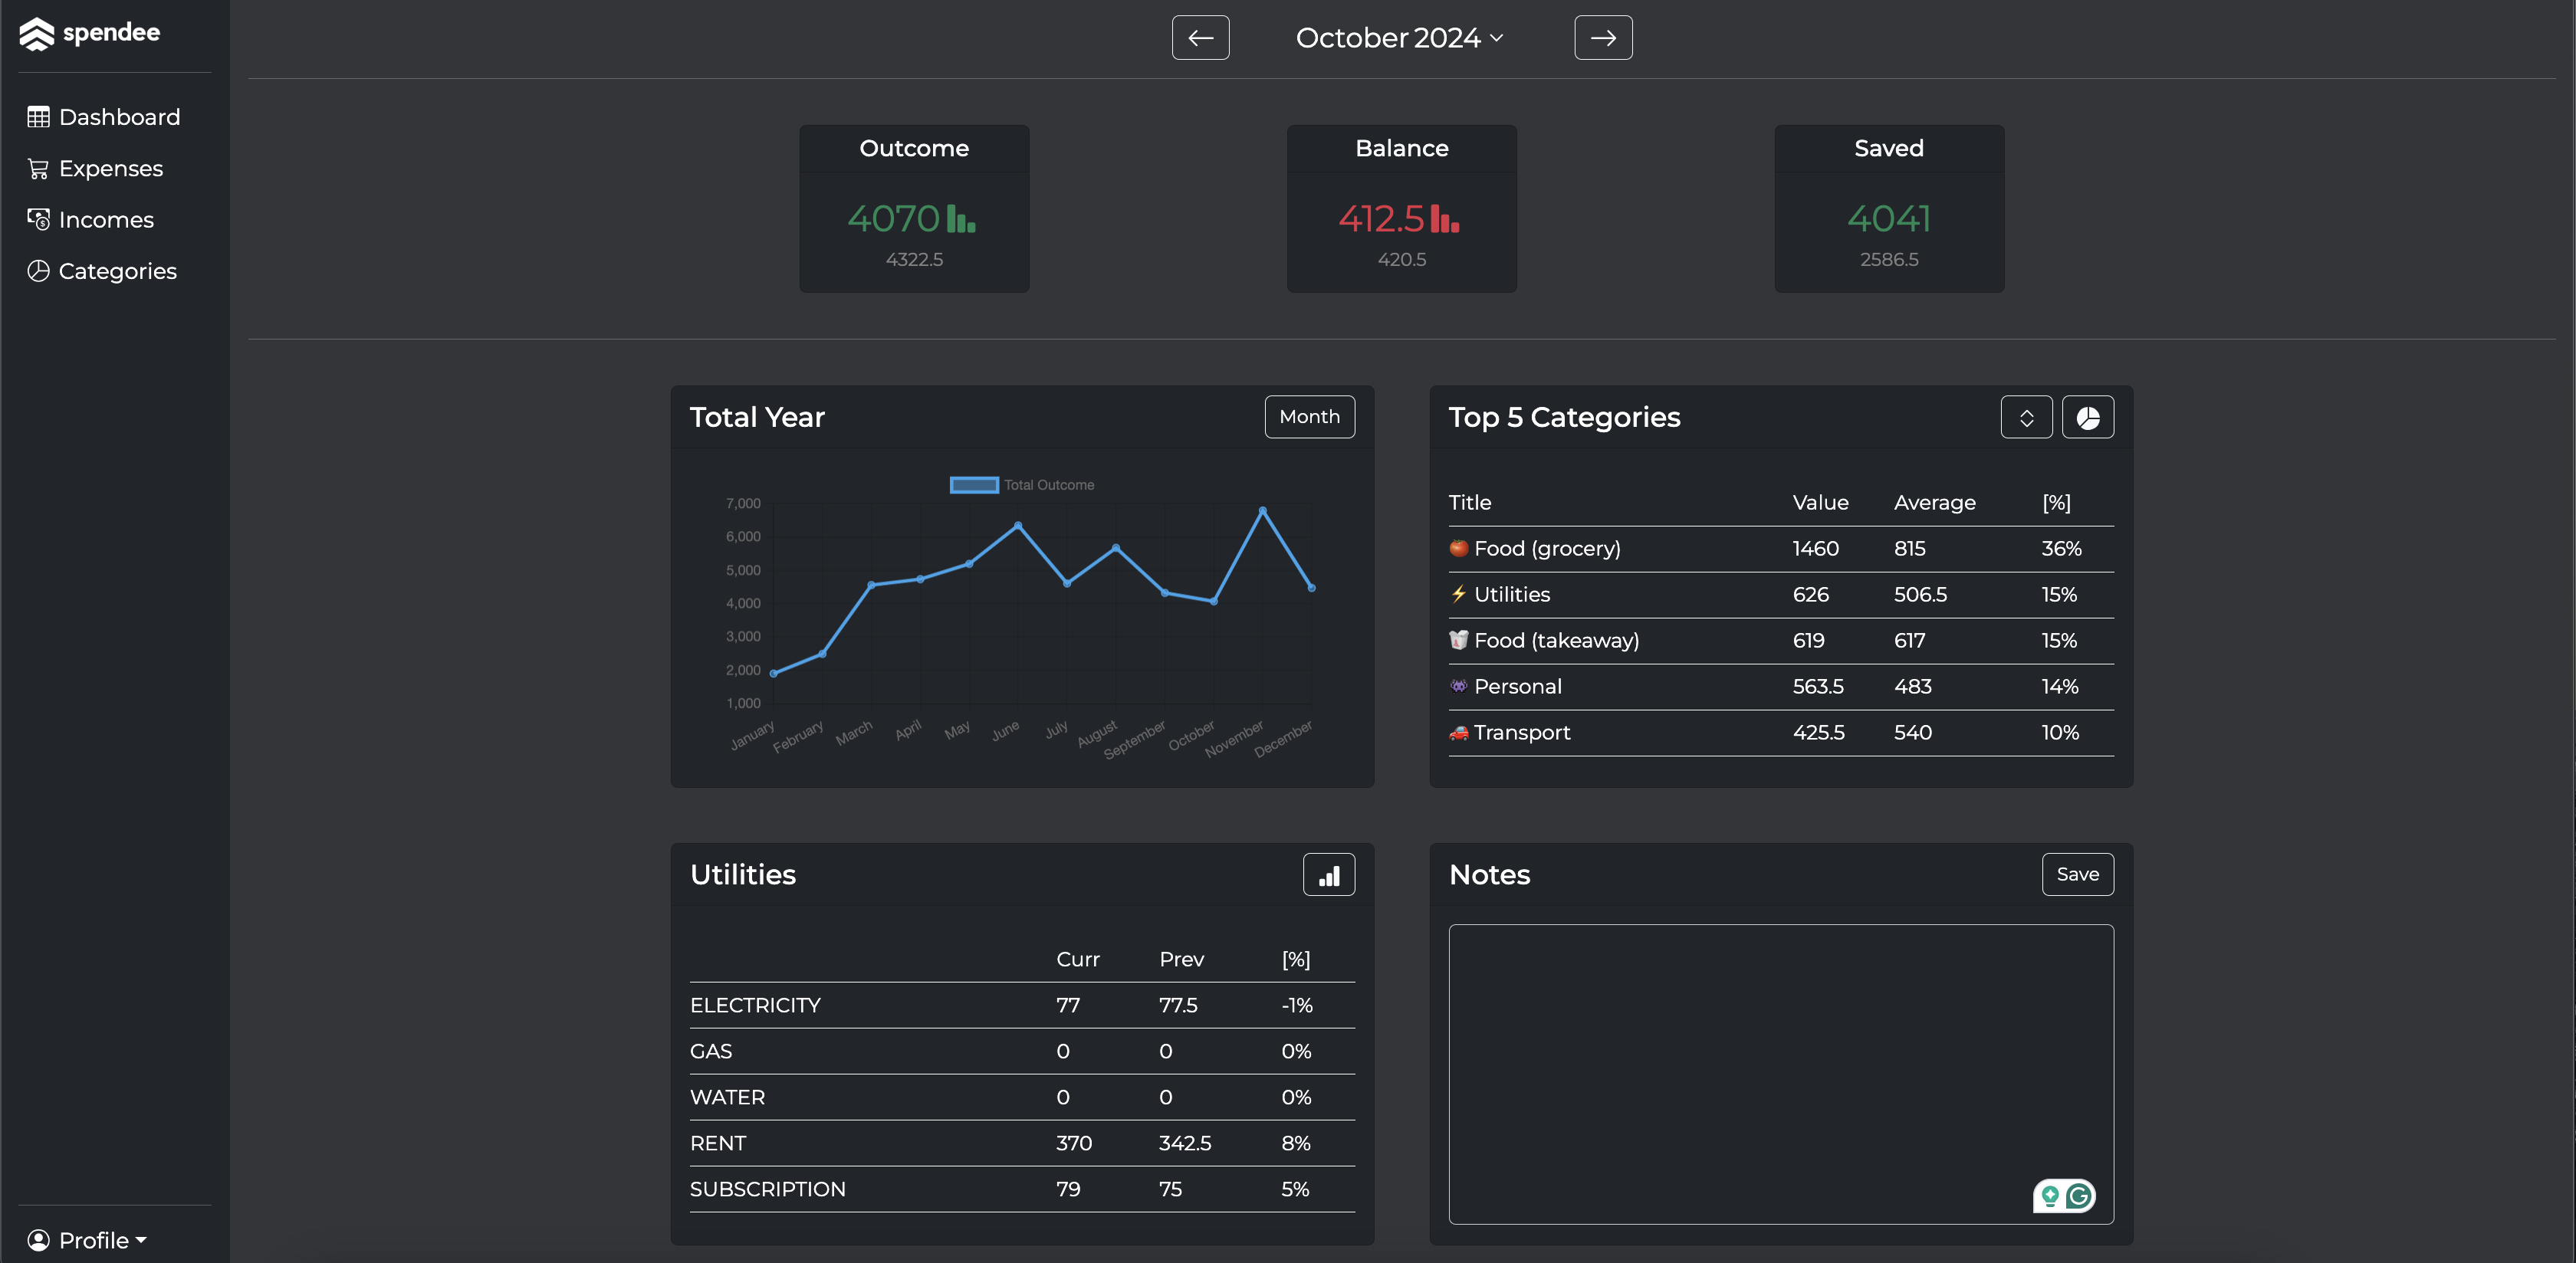 spendee
Dashboard
Expenses
Incomes
Categories
Profile
October 2024
Outcome
4070
4322.5
Balance
412.5
420.5
Saved
4041
2586.5
Total Year
Month
Total Outcome
7,000
6,000
5,000
4,000
3,000
2,000
1,000
January February March April May June July August September October November December
Top 5 Categories
Title Value Average [%]
Food (grocery) 1460 815 36%
Utilities 626 506.5 15%
Food (takeaway) 619 617 15%
Personal 563.5 483 14%
Transport 425.5 540 10%
Utilities
Curr Prev [%]
ELECTRICITY 77 77.5 -1%
GAS 0 0 0%
WATER 0 0 0%
RENT 370 342.5 8%
SUBSCRIPTION 79 75 5%
Notes
Save